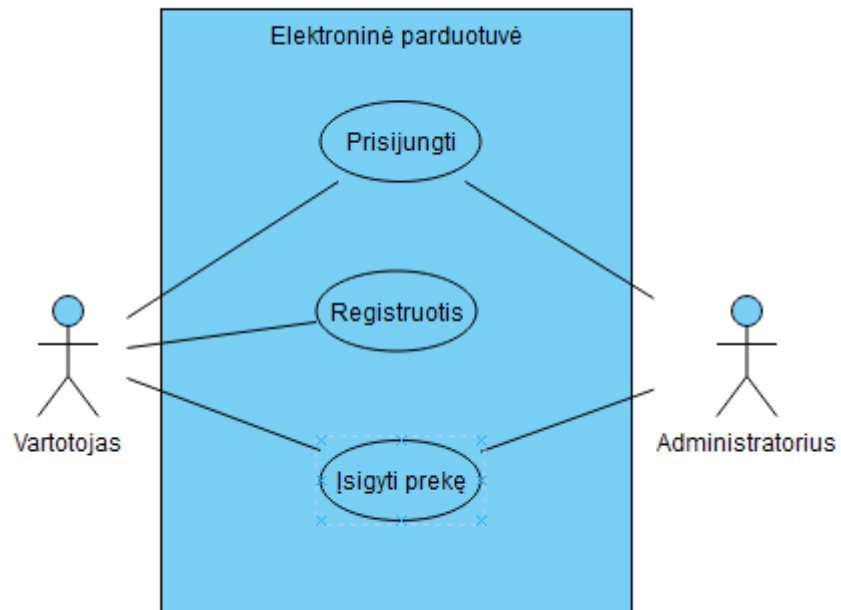 Elektroninė parduotuvė
Prisijungti
Registruotis
Vartotojas
Administratorius
Įsigyti prekę